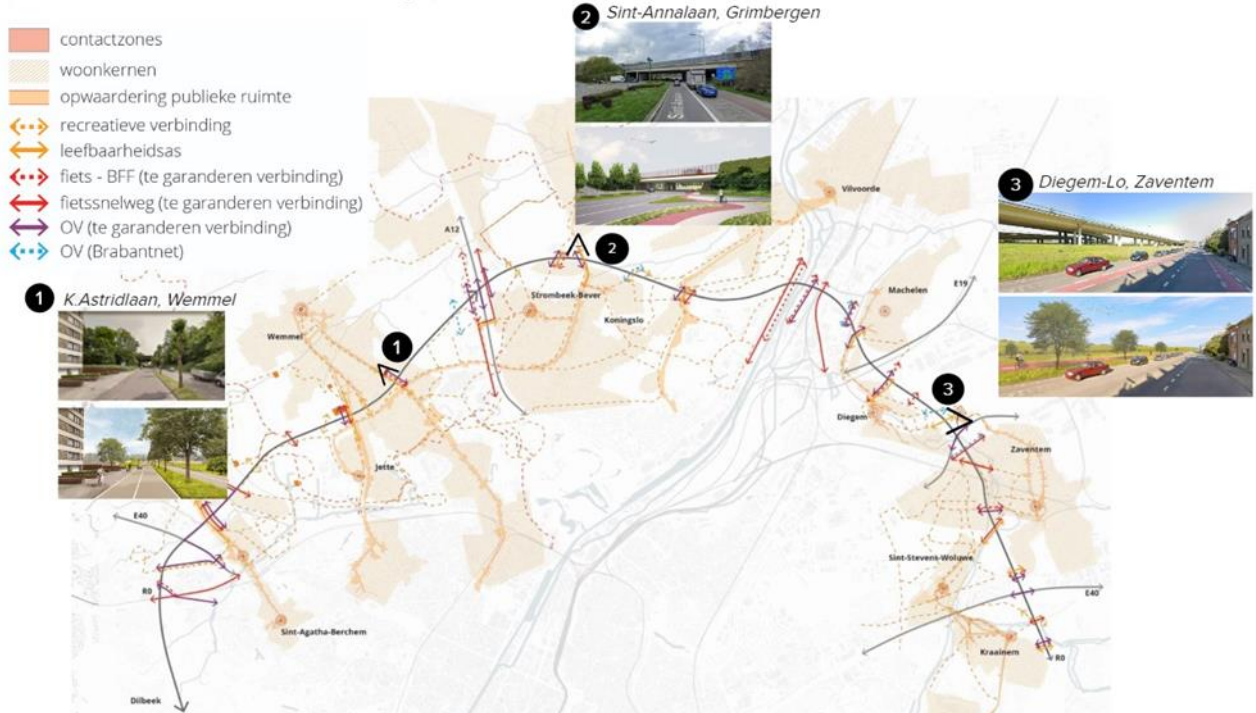 contactzones
woonkernen
opwaardering publieke ruimte
recreatieve verbinding
leefbaarheidsas
fiets - BFF (te garanderen verbinding)
fietssnelweg (te garanderen verbinding)
OV (te garanderen verbinding)
OV (Brabantnet)
2 Sint-Annalaan, Grimbergen
3 Diegem-Lo, Zaventem
1 K.Astridlaan, Wemmel
Vilvoorde
A12
2
Strombeek-Bever
Machelen
E19
Koningslo
Wemmel
1
3
Diegem
Zaventem
Jette
E40
Sint-Stevens-Woluwe
R0
E40
Sint-Agatha-Berchem
Kraainem
R0
Dilbeek